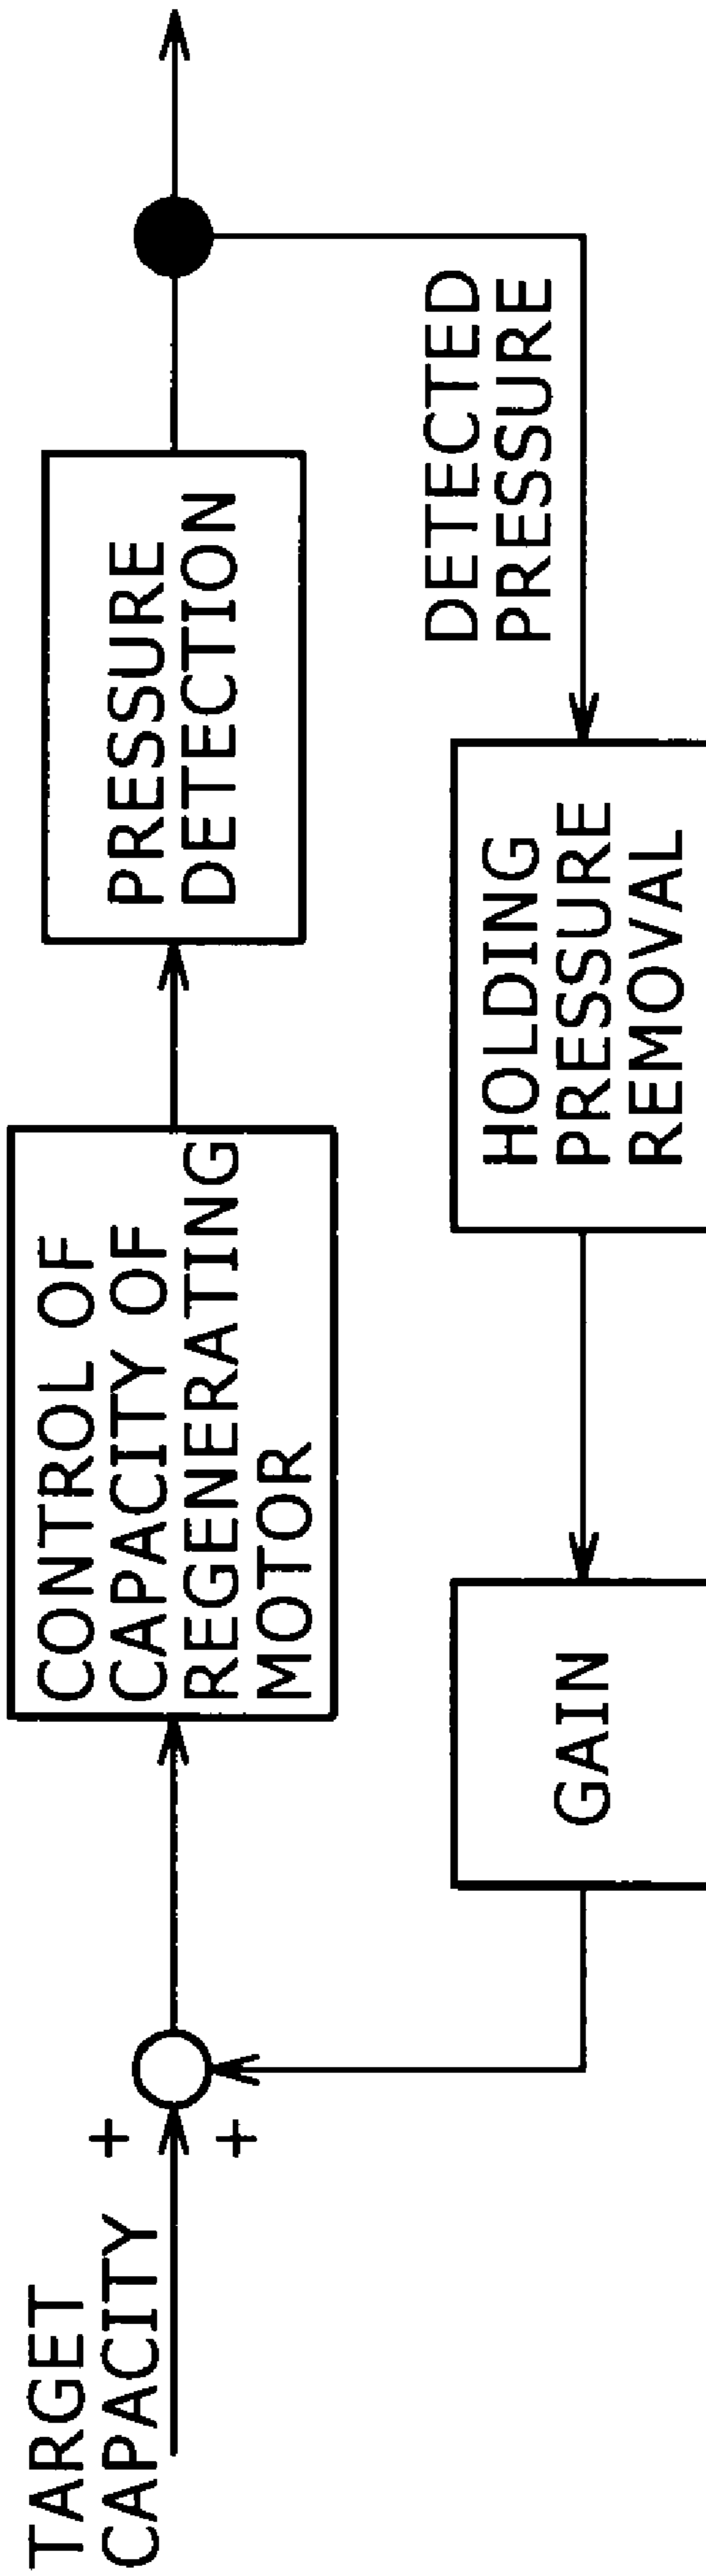 TARGET
CAPACITY
+
+
CONTROL OF
CAPACITY OF
REGENERATING
MOTOR
PRESSURE
DETECTION
DETECTED
PRESSURE
HOLDING
PRESSURE
REMOVAL
GAIN